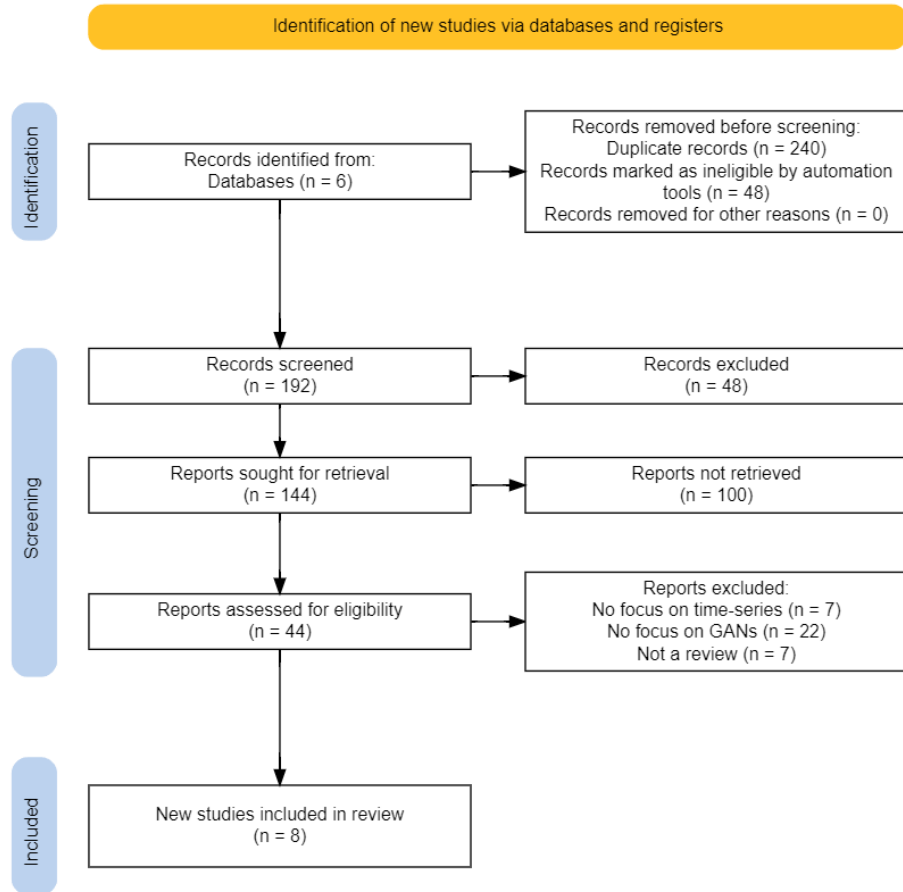 Identification of new studies via databases and registers
Identification
Records identified from:
Databases (n = 6)
Records removed before screening:
Duplicate records (n = 240)
Records marked as ineligible by automation
tools (n = 48)
Records removed for other reasons (n = 0)
Screening
Records screened
(n = 192)
Records excluded
(n = 48)
Reports sought for retrieval
(n = 144)
Reports not retrieved
(n = 100)
Reports assessed for eligibility
(n = 44)
Reports excluded:
No focus on time-series (n = 7)
No focus on GANs (n = 22)
Not a review (n = 7)
Included
New studies included in review
(n = 8)